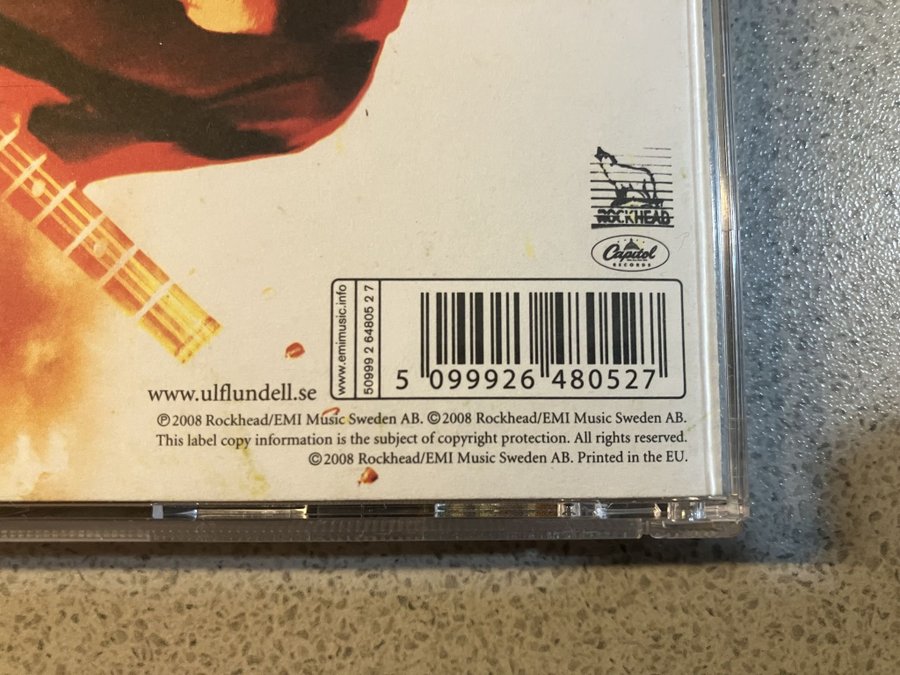 ROCKHEAD
Capitol
RECORDS
www.emimusic.info
50999 2 64805 2 7
5 099926 480527
www.ulflundell.se
℗2008 Rockhead/EMI Music Sweden AB. ©2008 Rockhead/EMI Music Sweden AB.
This label copy information is the subject of copyright protection. All rights reserved.
©2008 Rockhead/EMI Music Sweden AB. Printed in the EU.